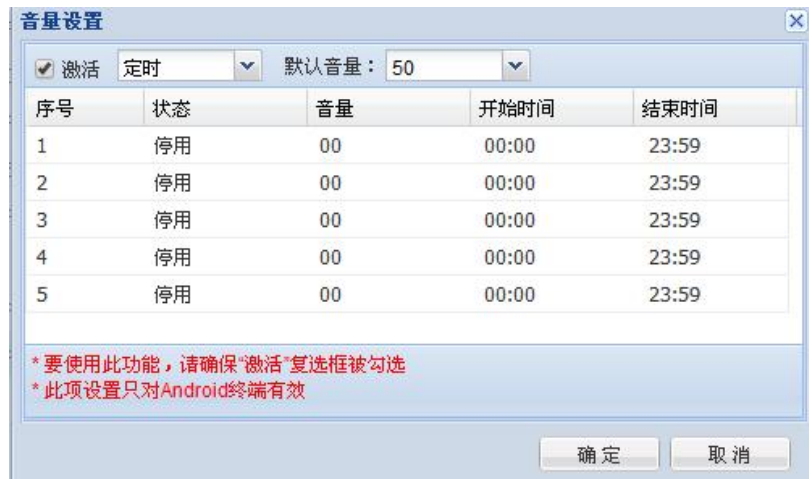 音量设置
激活 定时 默认音量： 50
序号 状态 音量 开始时间 结束时间
1 停用 00 00:00 23:59
2 停用 00 00:00 23:59
3 停用 00 00:00 23:59
4 停用 00 00:00 23:59
5 停用 00 00:00 23:59
* 要使用此功能，请确保“激活”复选框被勾选
* 此项设置只对Android终端有效
确定 取消